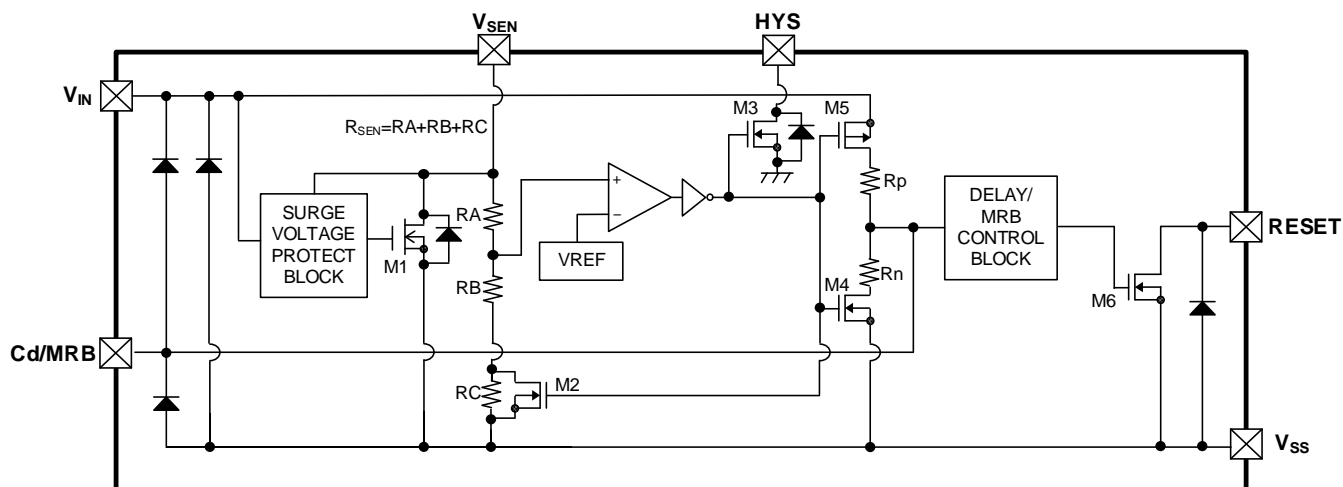 VSEN
HYS
VIN
M3
M5
RSEN=RA+RB+RC
Rp
SURGE
VOLTAGE
PROTECT
BLOCK
M1
RA
VREF
DELAY/
MRB
CONTROL
BLOCK
RESET
RB
Rn
M4
M6
Cd/MRB
RC
M2
VSS